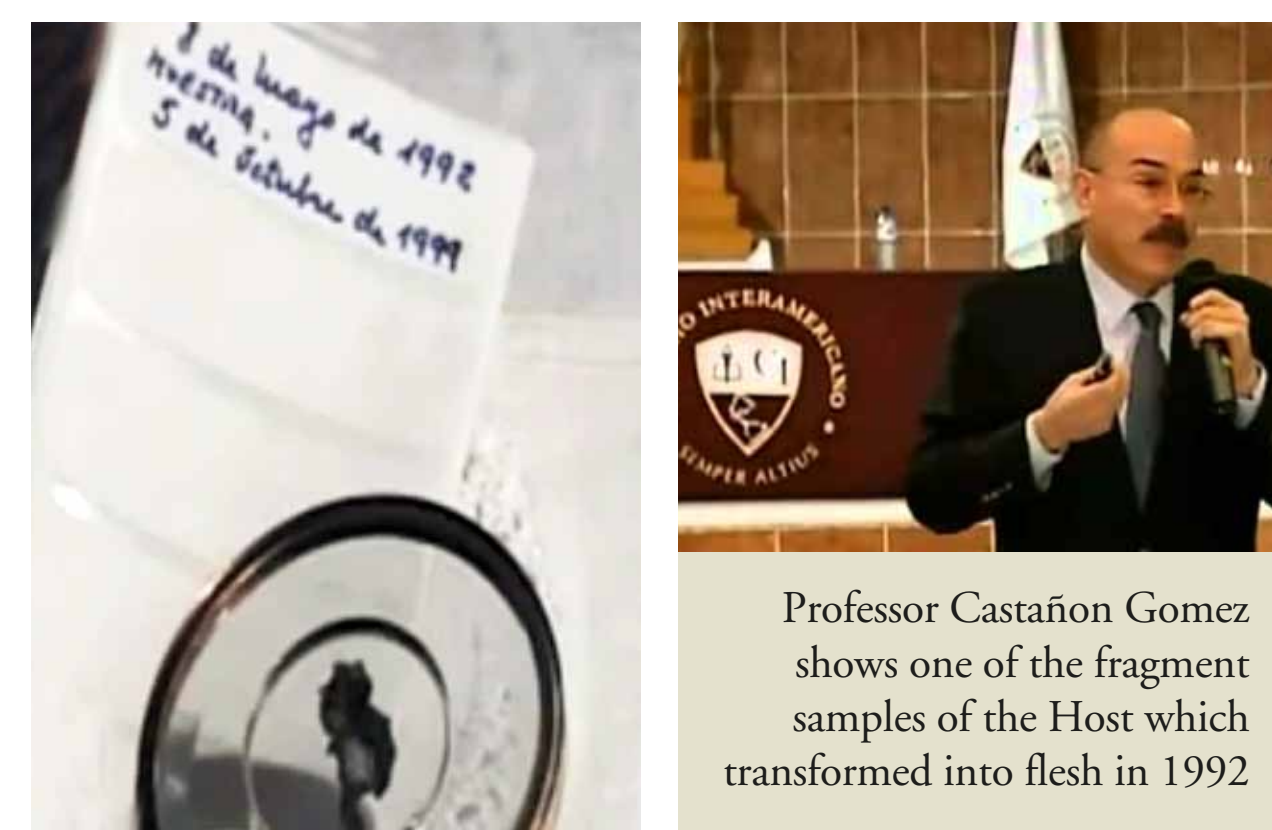 8 de mayo de 1992
MUESTRA.
5 de Octubre de 1999
INTERAMERICANO
SEMPER ALTIUS
Professor Castañon Gomez
shows one of the fragment
samples of the Host which
transformed into flesh in 1992